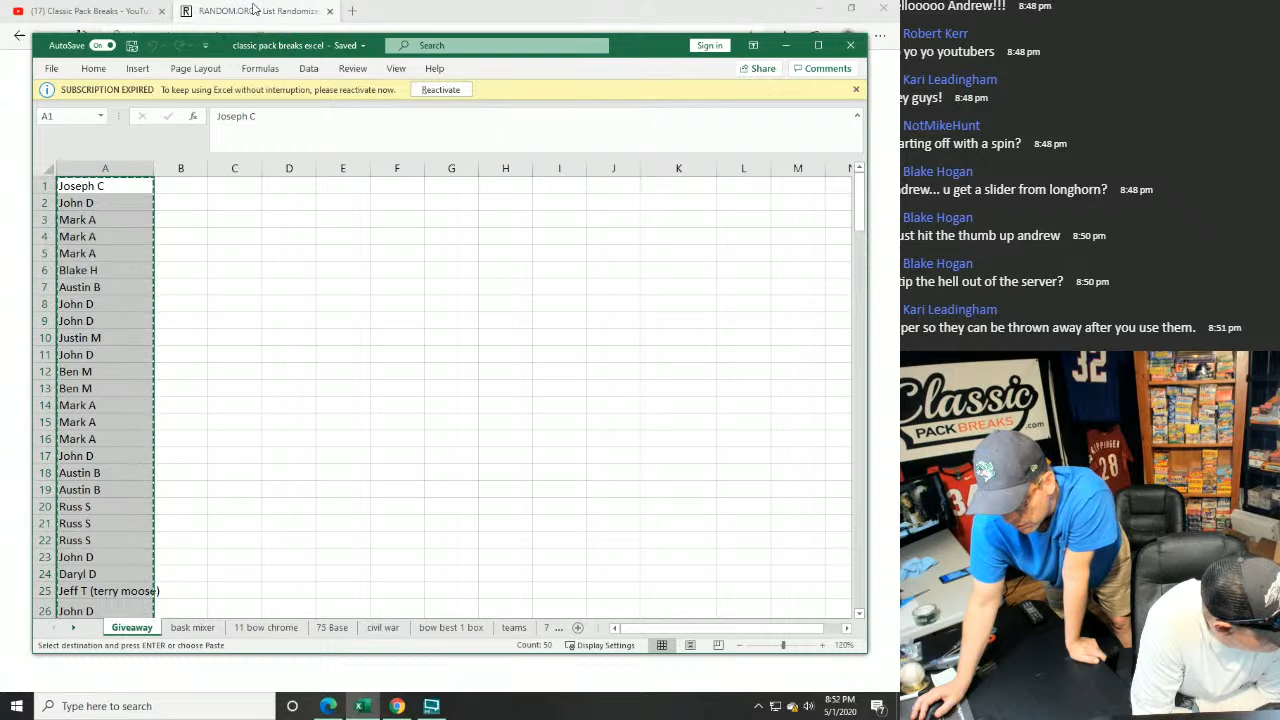 (17) Classic Pack Breaks - YouTu
RANDOM.OR
List Randomize
AutoSave On
classic pack breaks excel - Saved
Search
Sign in
File Home Insert Page Layout Formulas Data Review View Help
Share Comments
SUBSCRIPTION EXPIRED To keep using Excel without interruption, please reactivate now. Reactivate
A1 fx Joseph C
A B C D E F G H I J K L M N
1 Joseph C
2 John D
3 Mark A
4 Mark A
5 Mark A
6 Blake H
7 Austin B
8 John D
9 John D
10 Justin M
11 John D
12 Ben M
13 Ben M
14 Mark A
15 Mark A
16 Mark A
17 John D
18 Austin B
19 Austin B
20 Russ S
21 Russ S
22 Russ S
23 John D
24 Daryl D
25 Jeff T (terry moose)
26 John D
Giveaway bask mixer 11 bow chrome 75 Base civil war bow best 1 box teams 7 ...
Select destination and press ENTER or choose Paste
Count: 50 Display Settings 120%
Type here to search
8:52 PM
5/1/2020
7
ellooooo Andrew!!! 8:48 pm
Robert Kerr
yo yo youtubers 8:48 pm
Kari Leadingham
ey guys! 8:48 pm
NotMikeHunt
arting off with a spin? 8:48 pm
Blake Hogan
drew... u get a slider from longhorn? 8:48 pm
Blake Hogan
ust hit the thumb up andrew 8:50 pm
Blake Hogan
tip the hell out of the server? 8:50 pm
Kari Leadingham
per so they can be thrown away after you use them. 8:51 pm
32
Classic
PACK BREAKS.com
KIPPINGER
28